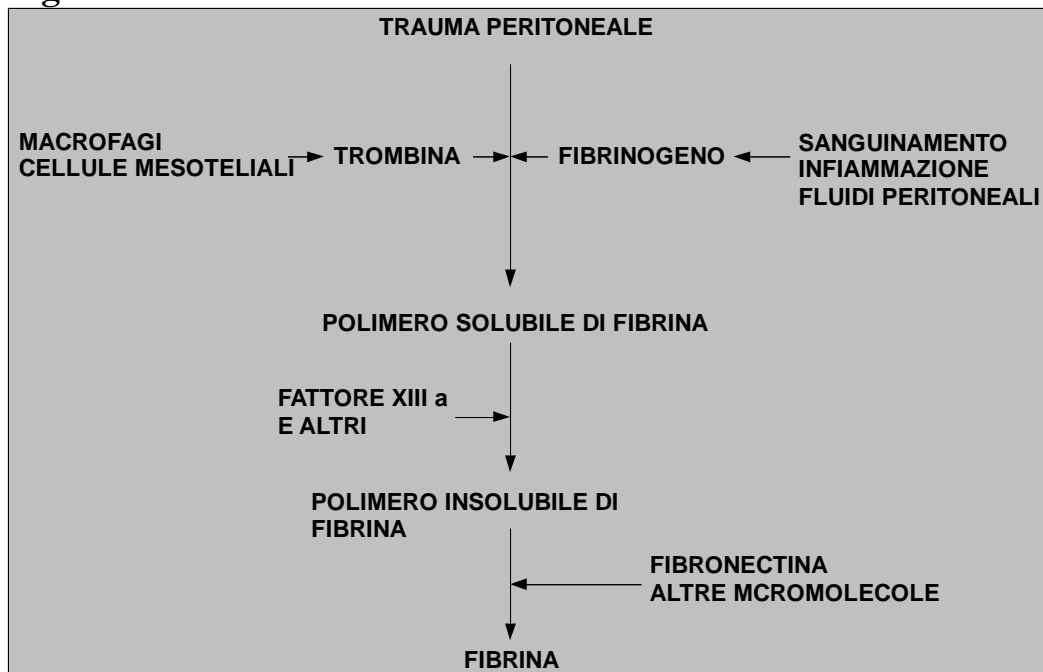 TRAUMA PERITONEALE
MACROFAGI
CELLULE MESOTELIALI
TROMBINA
FIBRINOGENO
SANGUINAMENTO
INFIAMMAZIONE
FLUIDI PERITONEALI
POLIMERO SOLUBILE DI FIBRINA
FATTORE XIII a
E ALTRI
POLIMERO INSOLUBILE DI
FIBRINA
FIBRONECTINA
ALTRE MCROMOLECOLE
FIBRINA